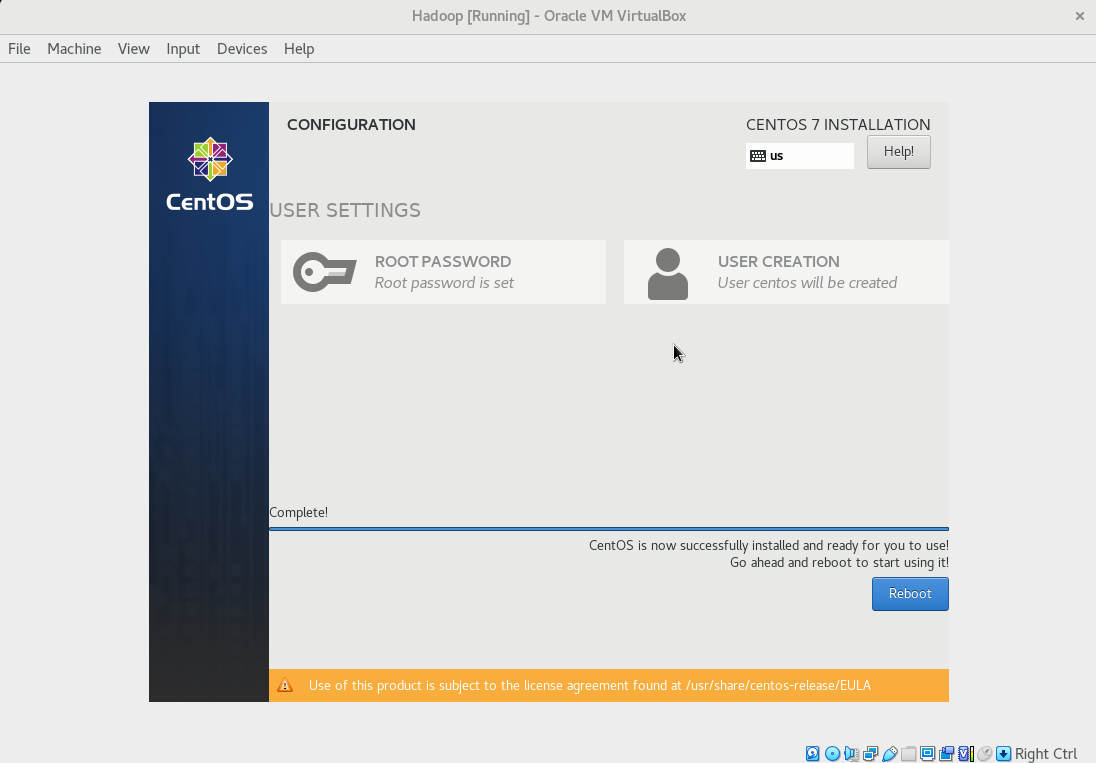 Hadoop [Running] - Oracle VM VirtualBox
×
File Machine View Input Devices Help
CentOS
CONFIGURATION
CENTOS 7 INSTALLATION
us
Help!
USER SETTINGS
ROOT PASSWORD
Root password is set
USER CREATION
User centos will be created
Complete!
CentOS is now successfully installed and ready for you to use!
Go ahead and reboot to start using it!
Reboot
Use of this product is subject to the license agreement found at /usr/share/centos-release/EULA
Right Ctrl